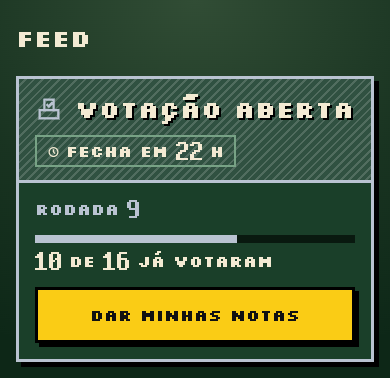 FEED
VOTAÇÃO ABERTA
FECHA EM 22 H
RODADA 9
10 DE 16 JÁ VOTARAM
DAR MINHAS NOTAS